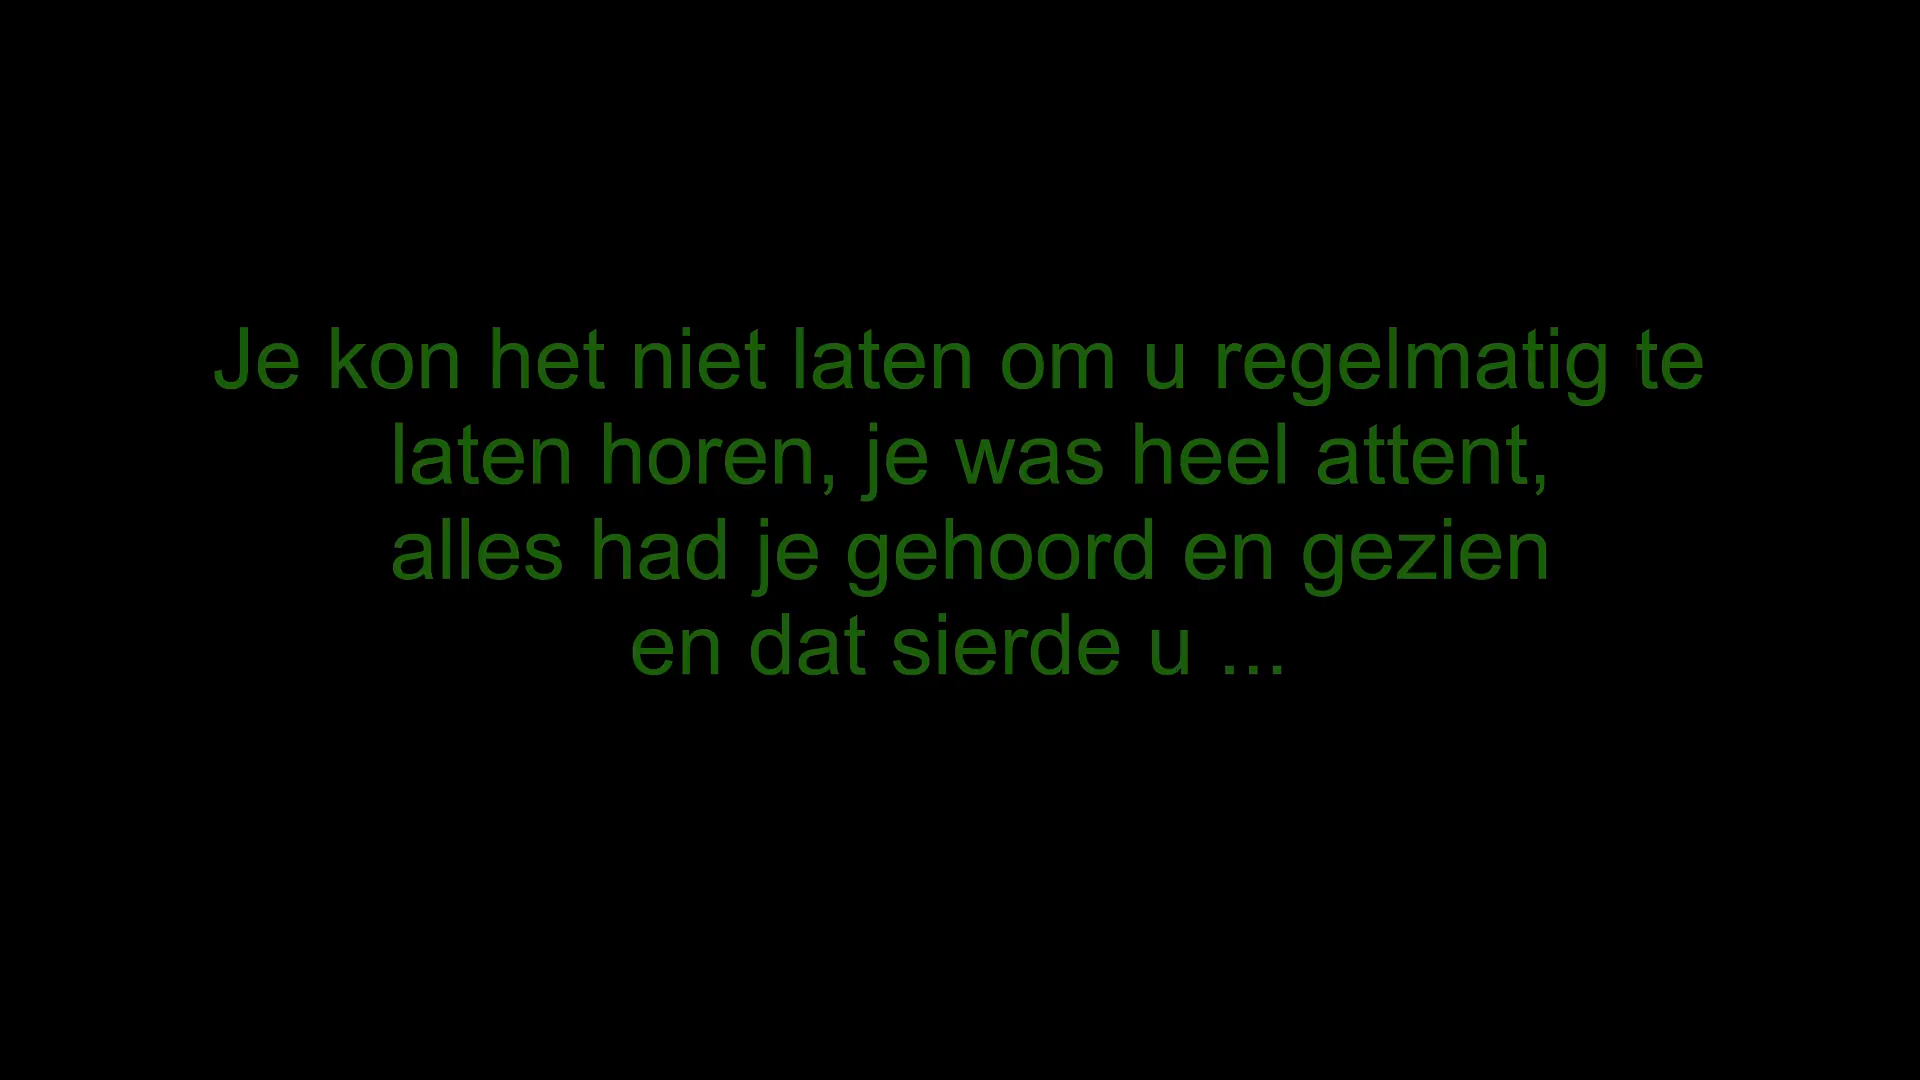 Je kon het niet laten om u regelmatig te
laten horen, je was heel attent,
alles had je gehoord en gezien
en dat sierde u ...